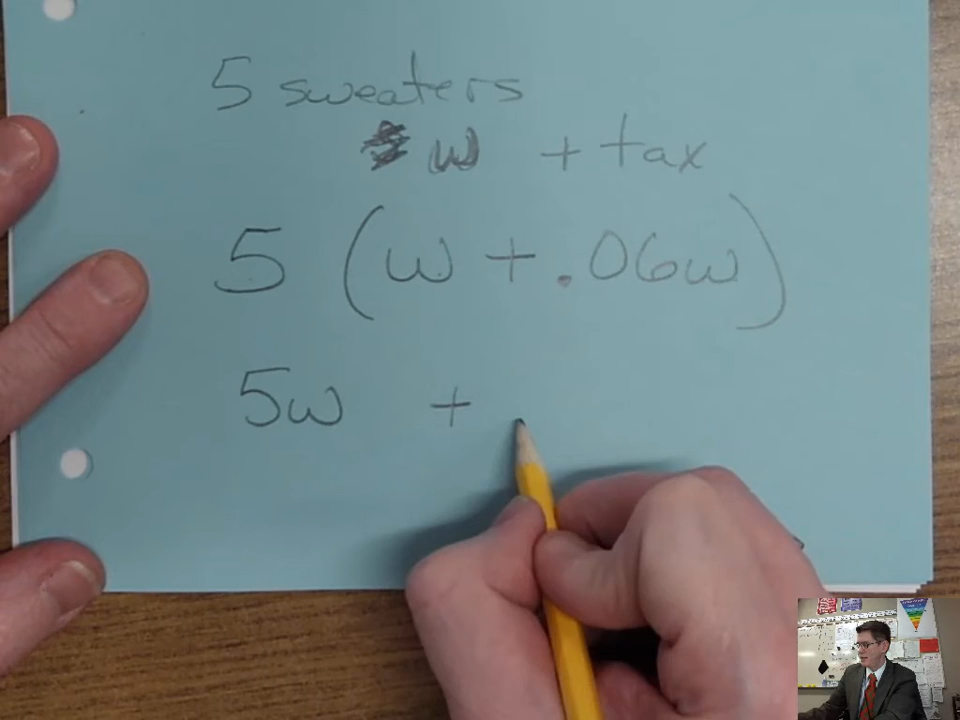 5 sweaters
w + tax
5 (w + .06w)
5w +